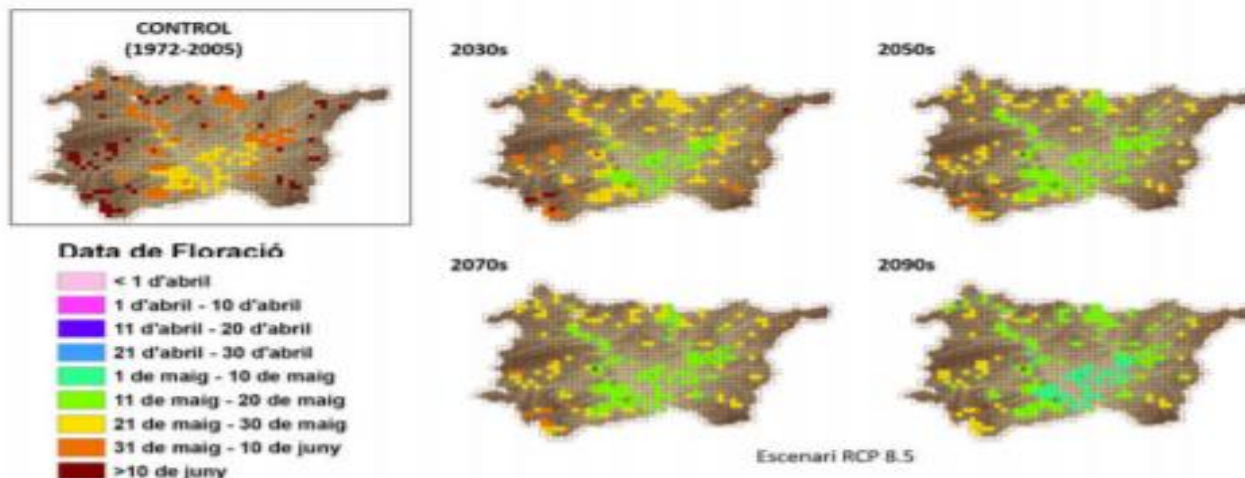 CONTROL
(1972-2005)
2030s
2050s
Data de Floració
< 1 d'abril
1 d'abril - 10 d'abril
11 d'abril - 20 d'abril
21 d'abril - 30 d'abril
1 de maig - 10 de maig
11 de maig - 20 de maig
21 de maig - 30 de maig
31 de maig - 10 de juny
>10 de juny
2070s
2090s
Escenari RCP 8.5